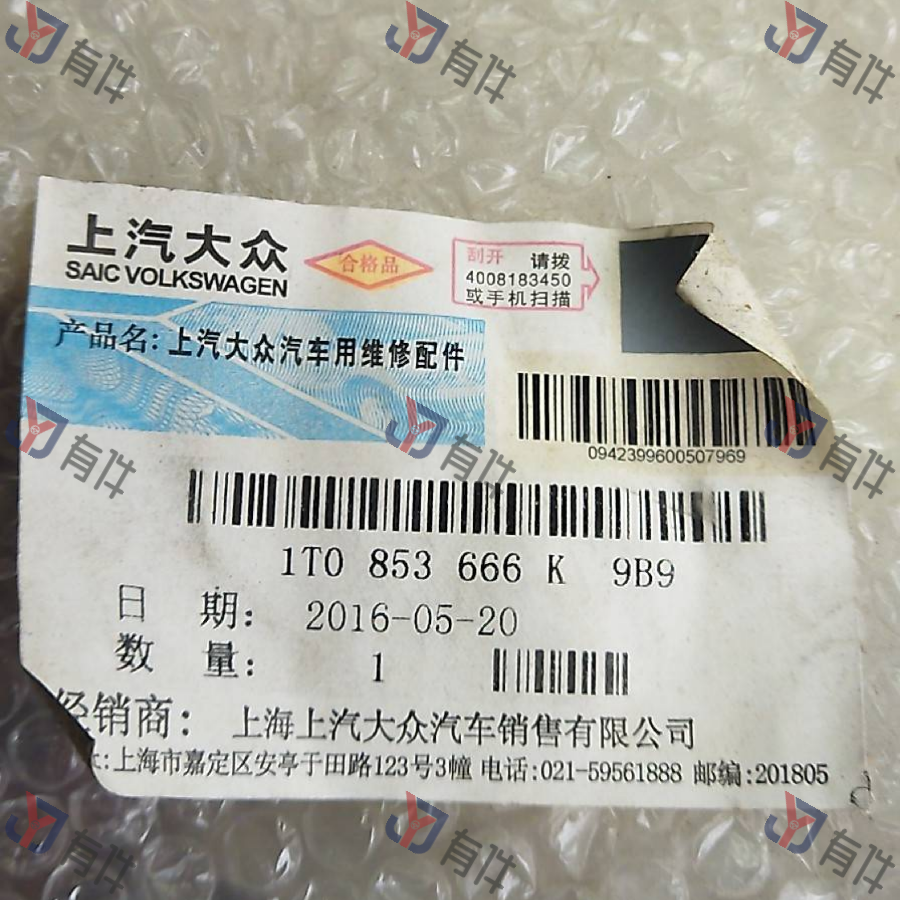 上汽大众
SAIC VOLKSWAGEN
合格品
刮开 请拨
4008183450
或手机扫描
产品名: 上汽大众汽车用维修配件
0942399600507969
1T0 853 666 K 9B9
日 期: 2016-05-20
数 量: 1
经销商: 上海上汽大众汽车销售有限公司
:上海市嘉定区安亭于田路123号3幢 电话:021-59561888 邮编:201805
有件
有件
有件
有件
有件
有件
有件
有件
有件